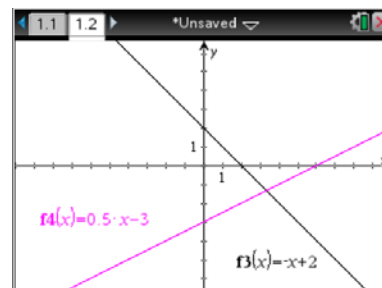 1.1 1.2 *Unsaved
y
1
1
f4(x)=0.5·x−3
f3(x)=-x+2